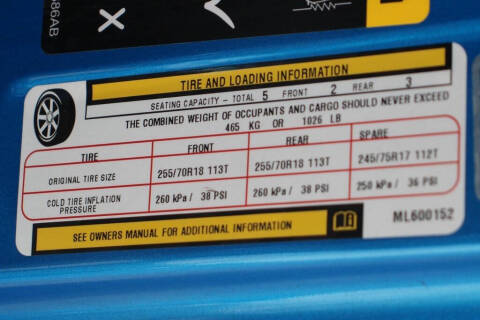 686AB
TIRE AND LOADING INFORMATION
SEATING CAPACITY - TOTAL 5 FRONT 2 REAR 3
THE COMBINED WEIGHT OF OCCUPANTS AND CARGO SHOULD NEVER EXCEED
465 KG OR 1026 LB
TIRE FRONT REAR SPARE
ORIGINAL TIRE SIZE 255/70R18 113T 255/70R18 113T 245/75R17 112T
COLD TIRE INFLATION PRESSURE 260 kPa / 38 PSI 260 kPa / 38 PSI 250 kPa / 36 PSI
SEE OWNERS MANUAL FOR ADDITIONAL INFORMATION
ML600152